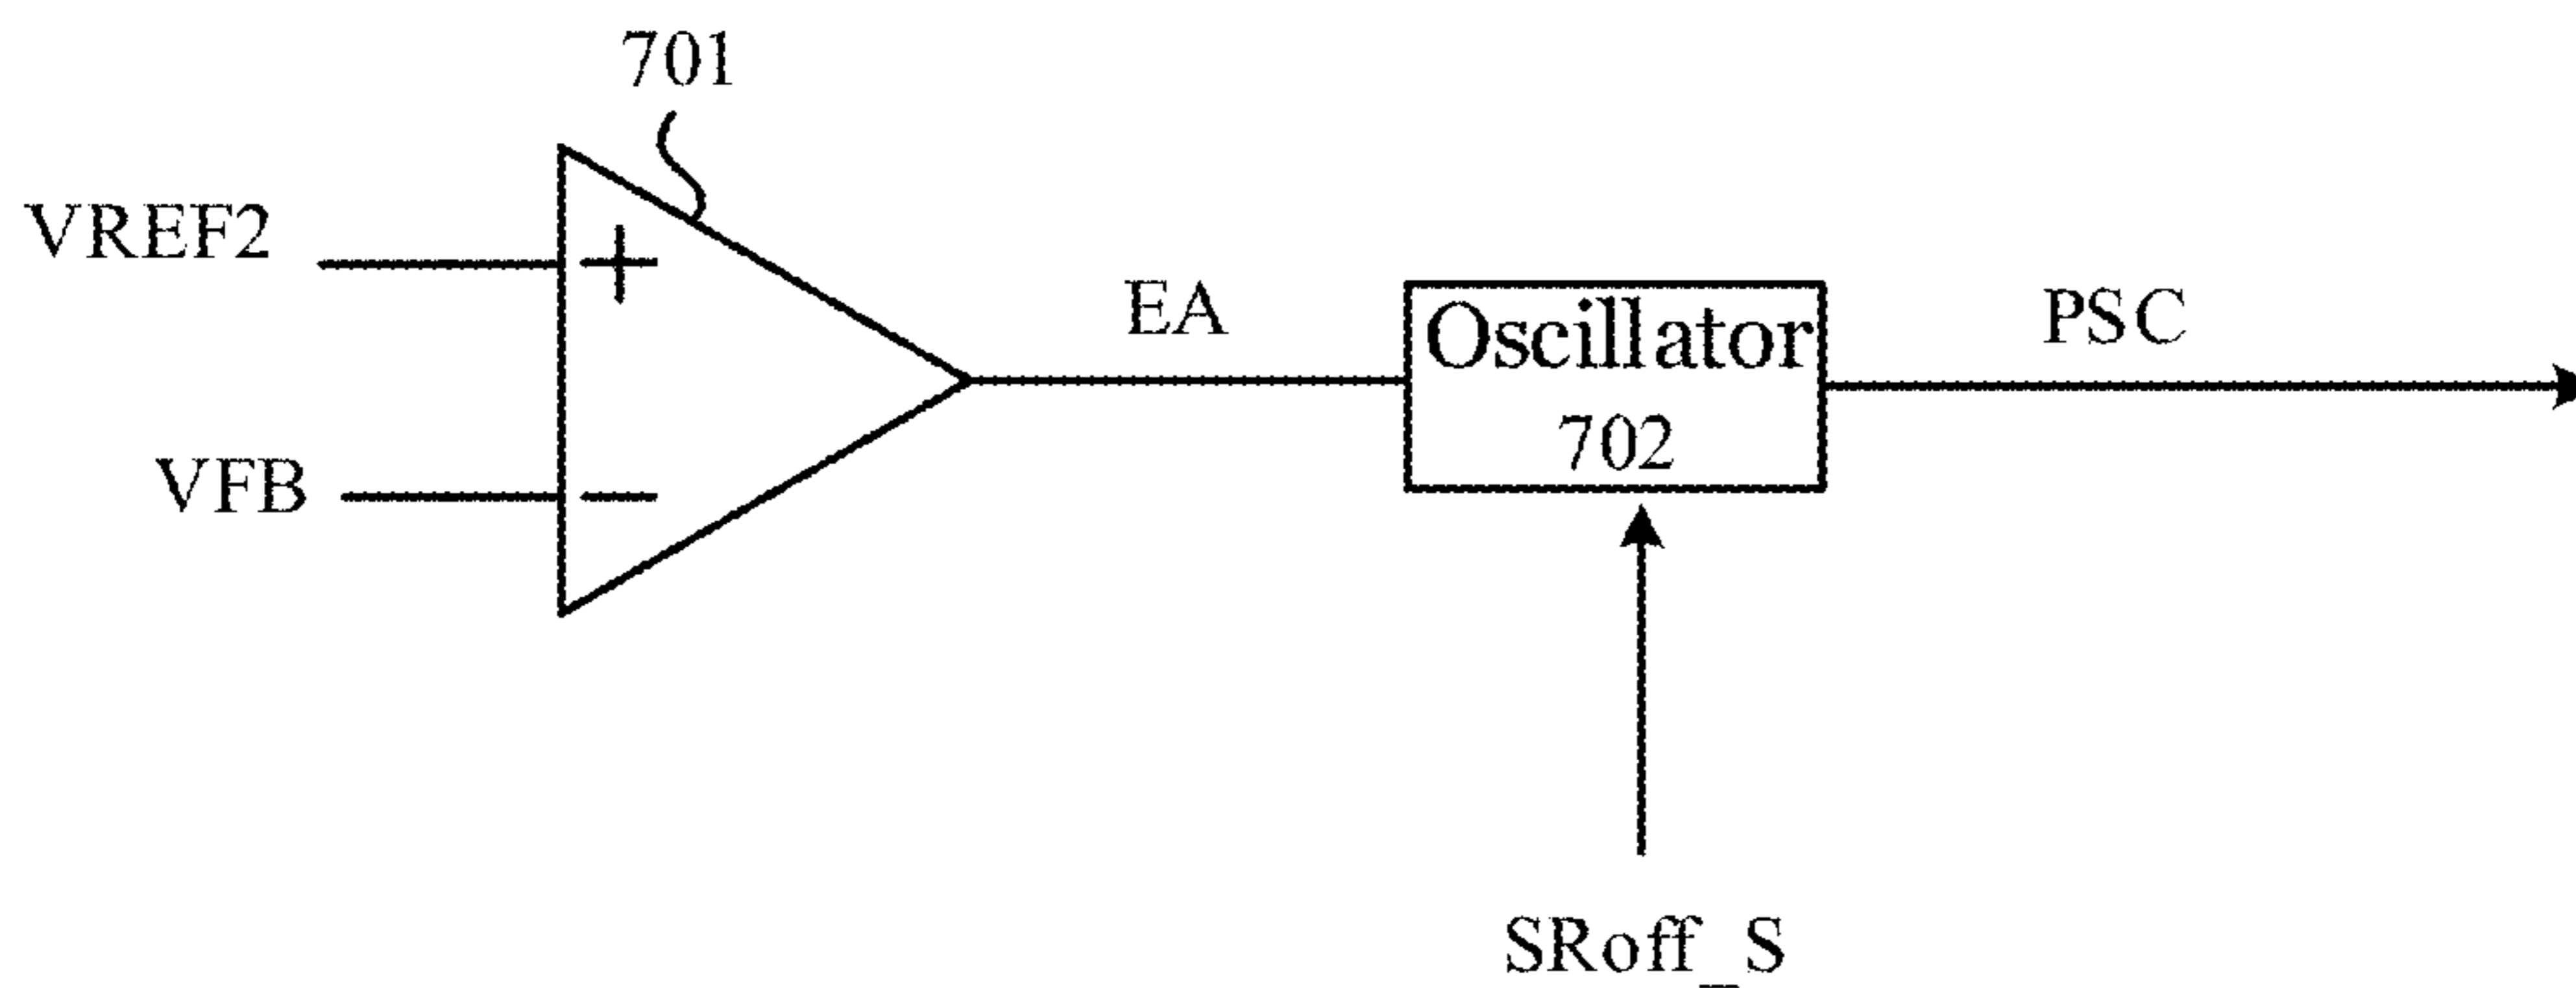 701
VREF2
+
EA
Oscillator
PSC
702
VFB
−
SRoff_S